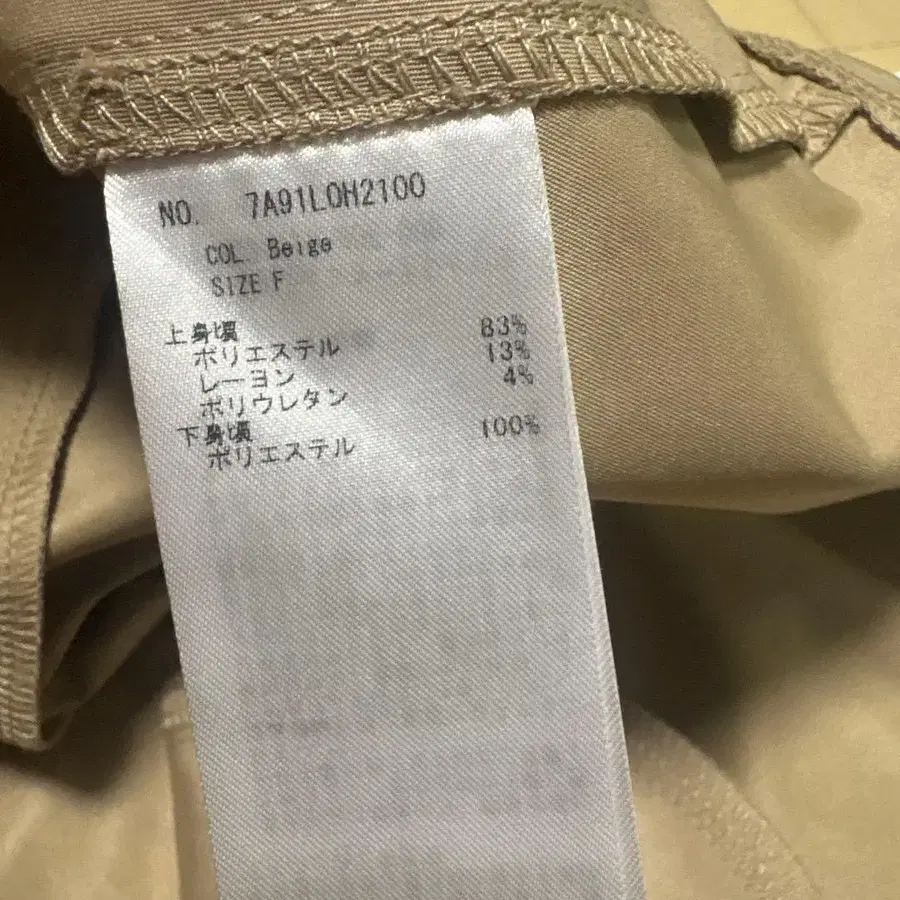 NO. 7A91L0H2100
COL. Beige
SIZE F
上身頃
ポリエステル 83%
レーヨン 13%
ポリウレタン 4%
下身頃
ポリエステル 100%